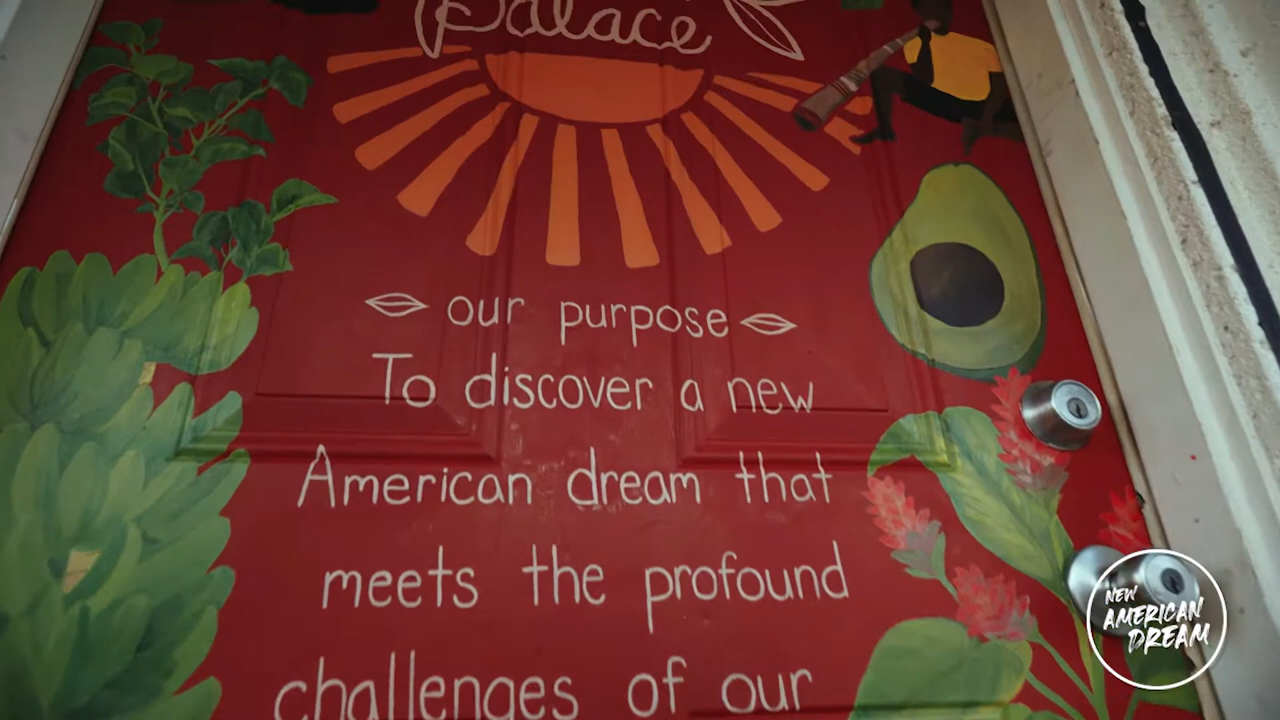 Palace
our purpose
To discover a new
American dream that
meets the profound
challenges of our
NEW
AMERICAN
DREAM